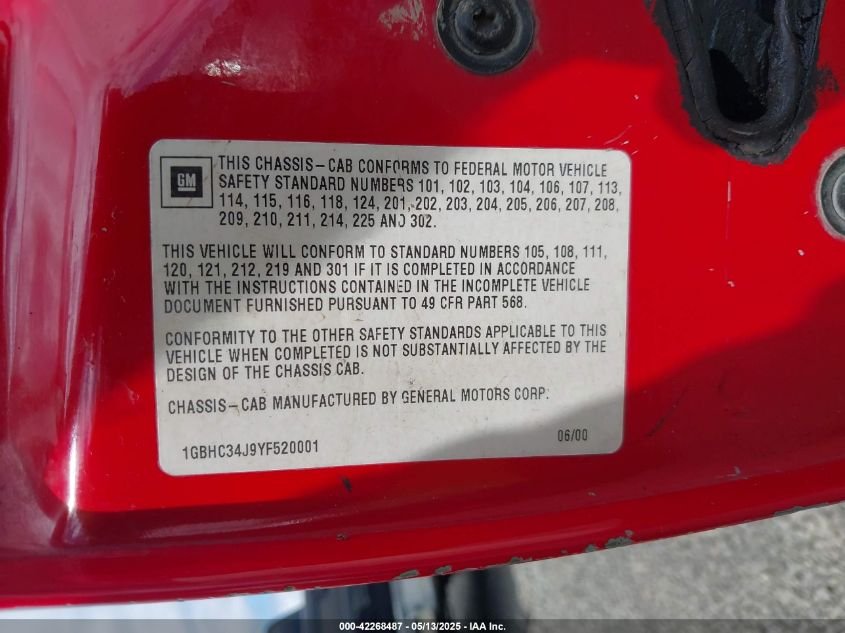 GM
THIS CHASSIS-CAB CONFORMS TO FEDERAL MOTOR VEHICLE
SAFETY STANDARD NUMBERS 101, 102, 103, 104, 106, 107, 113,
114, 115, 116, 118, 124, 201, 202, 203, 204, 205, 206, 207, 208,
209, 210, 211, 214, 225 AND 302.
THIS VEHICLE WILL CONFORM TO STANDARD NUMBERS 105, 108, 111,
120, 121, 212, 219 AND 301 IF IT IS COMPLETED IN ACCORDANCE
WITH THE INSTRUCTIONS CONTAINED IN THE INCOMPLETE VEHICLE
DOCUMENT FURNISHED PURSUANT TO 49 CFR PART 568.
CONFORMITY TO THE OTHER SAFETY STANDARDS APPLICABLE TO THIS
VEHICLE WHEN COMPLETED IS NOT SUBSTANTIALLY AFFECTED BY THE
DESIGN OF THE CHASSIS CAB.
CHASSIS-CAB MANUFACTURED BY GENERAL MOTORS CORP.
1GBHC34J9YF520001 06/00
000-42268487 - 05/13/2025 - IAA Inc.